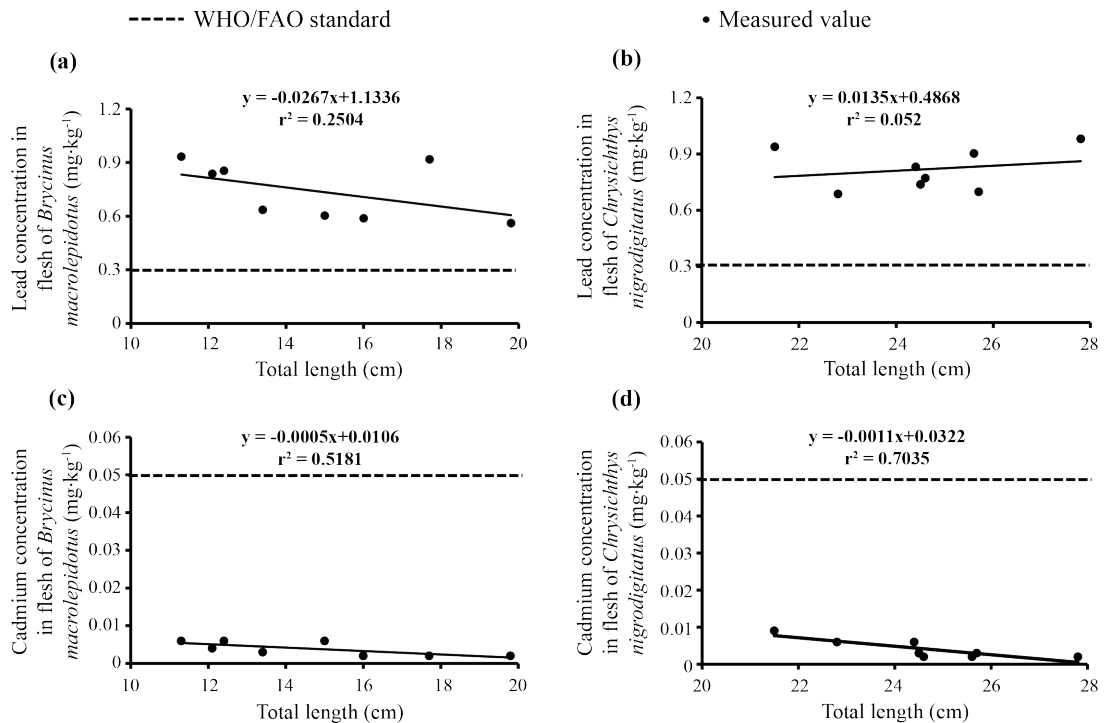 WHO/FAO standard
Measured value
(a)
y = -0.0267x+1.1336
r² = 0.2504
Lead concentration in
flesh of Brycinus
macrolepidotus (mg·kg⁻¹)
1.2
0.9
0.6
0.3
0
10
12
14
16
18
20
Total length (cm)
(b)
y = 0.0135x+0.4868
r² = 0.052
Lead concentration in
flesh of Chrysichthys
nigrodigitatus (mg·kg⁻¹)
1.2
0.9
0.6
0.3
0
20
22
24
26
28
Total length (cm)
(c)
y = -0.0005x+0.0106
r² = 0.5181
Cadmium concentration
in flesh of Brycinus
macrolepidotus (mg·kg⁻¹)
0.06
0.05
0.04
0.03
0.02
0.01
0
10
12
14
16
18
20
Total length (cm)
(d)
y = -0.0011x+0.0322
r² = 0.7035
Cadmium concentration
in flesh of Chrysichthys
nigrodigitatus (mg·kg⁻¹)
0.06
0.05
0.04
0.03
0.02
0.01
0
20
22
24
26
28
Total length (cm)